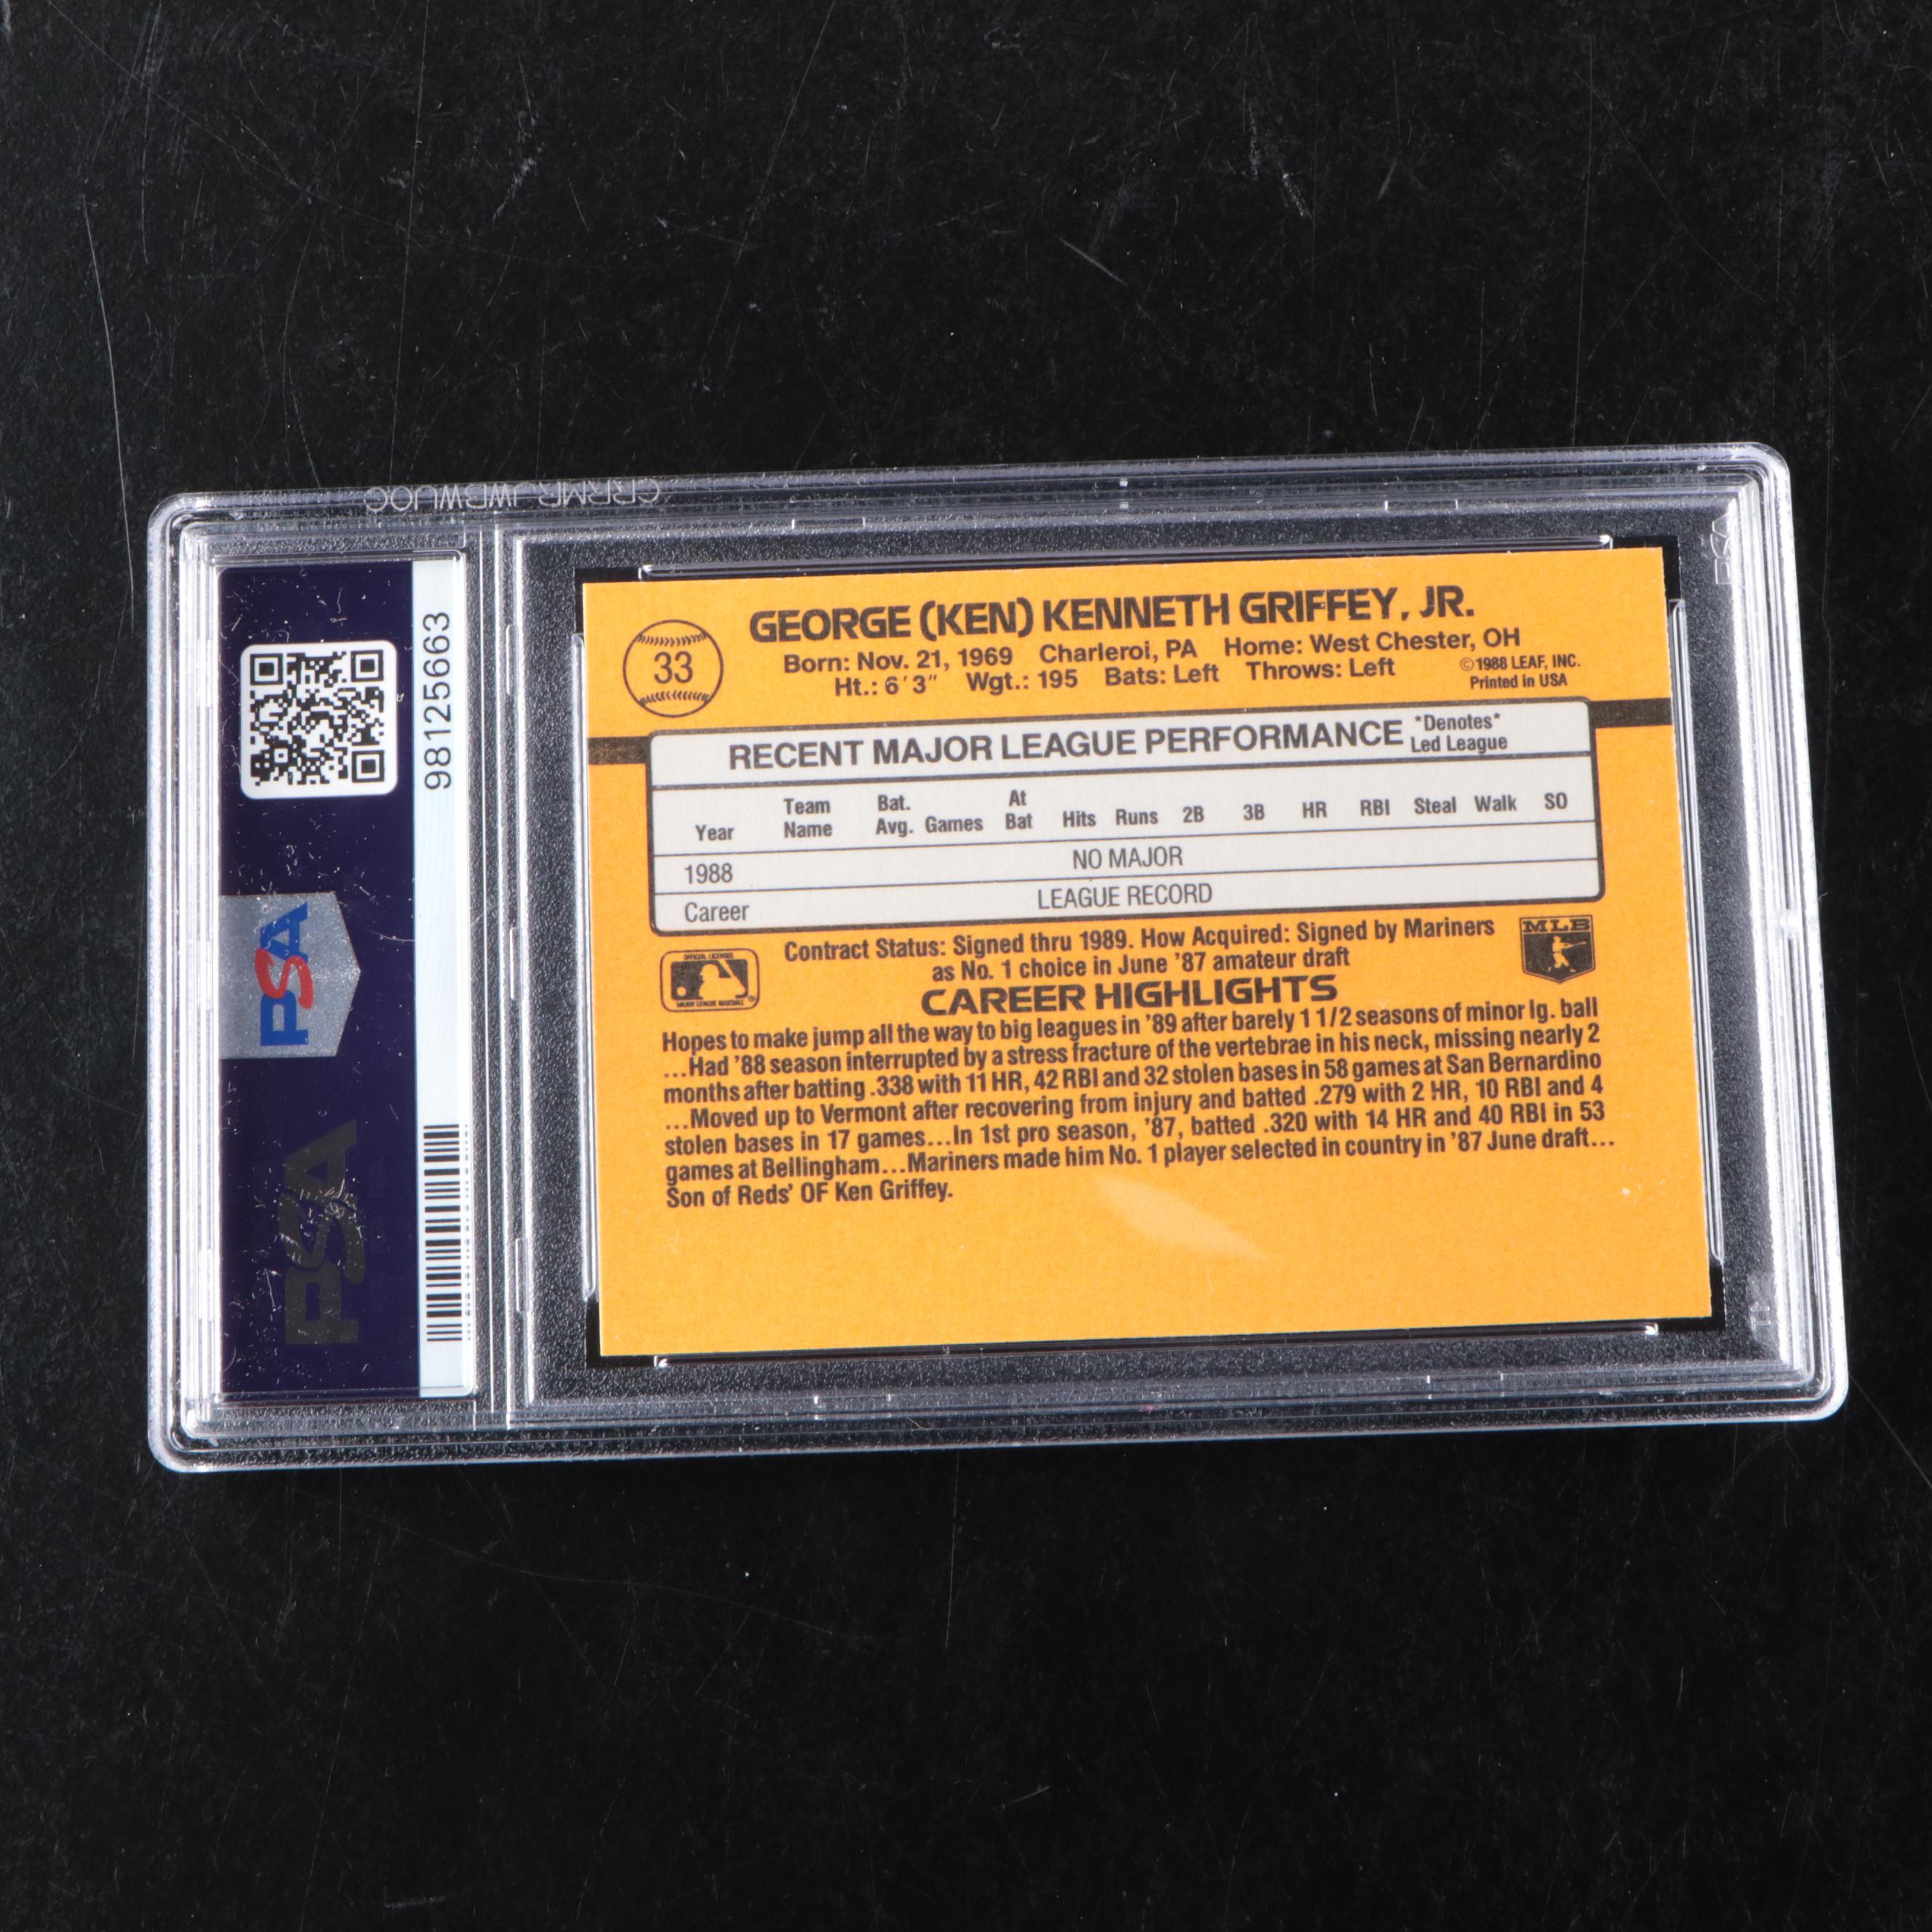 98125663
PSA
PSA
33
GEORGE (KEN) KENNETH GRIFFEY, JR.
Born: Nov. 21, 1969 Charleroi, PA Home: West Chester, OH
Ht.: 6'3" Wgt.: 195 Bats: Left Throws: Left
©1988 LEAF, INC.
Printed in USA
RECENT MAJOR LEAGUE PERFORMANCE *Denotes*
Led League
Year Team Name Bat. Avg. Games At Bat Hits Runs 2B 3B HR RBI Steal Walk SO
1988 NO MAJOR
Career LEAGUE RECORD
Contract Status: Signed thru 1989. How Acquired: Signed by Mariners
as No. 1 choice in June '87 amateur draft
MLB
OFFICIAL LICENSEE
MAJOR LEAGUE BASEBALL
CAREER HIGHLIGHTS
Hopes to make jump all the way to big leagues in '89 after barely 1 1/2 seasons of minor lg. ball
...Had '88 season interrupted by a stress fracture of the vertebrae in his neck, missing nearly 2
months after batting .338 with 11 HR, 42 RBI and 32 stolen bases in 58 games at San Bernardino
...Moved up to Vermont after recovering from injury and batted .279 with 2 HR, 10 RBI and 4
stolen bases in 17 games...In 1st pro season, '87, batted .320 with 14 HR and 40 RBI in 53
games at Bellingham...Mariners made him No. 1 player selected in country in '87 June draft...
Son of Reds' OF Ken Griffey.
PSA